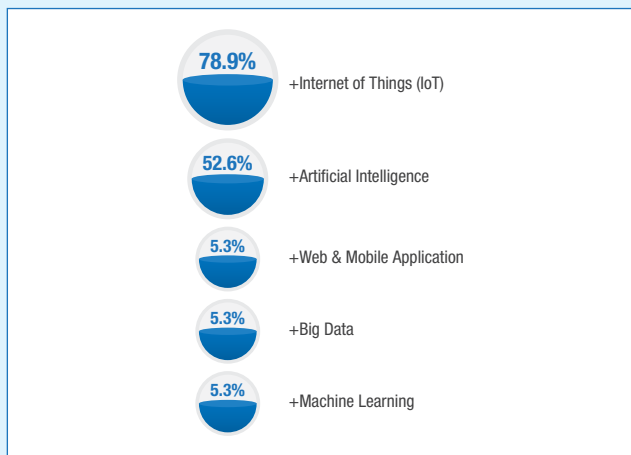 78.9%
+Internet of Things (IoT)
52.6%
+Artificial Intelligence
5.3%
+Web & Mobile Application
5.3%
+Big Data
5.3%
+Machine Learning